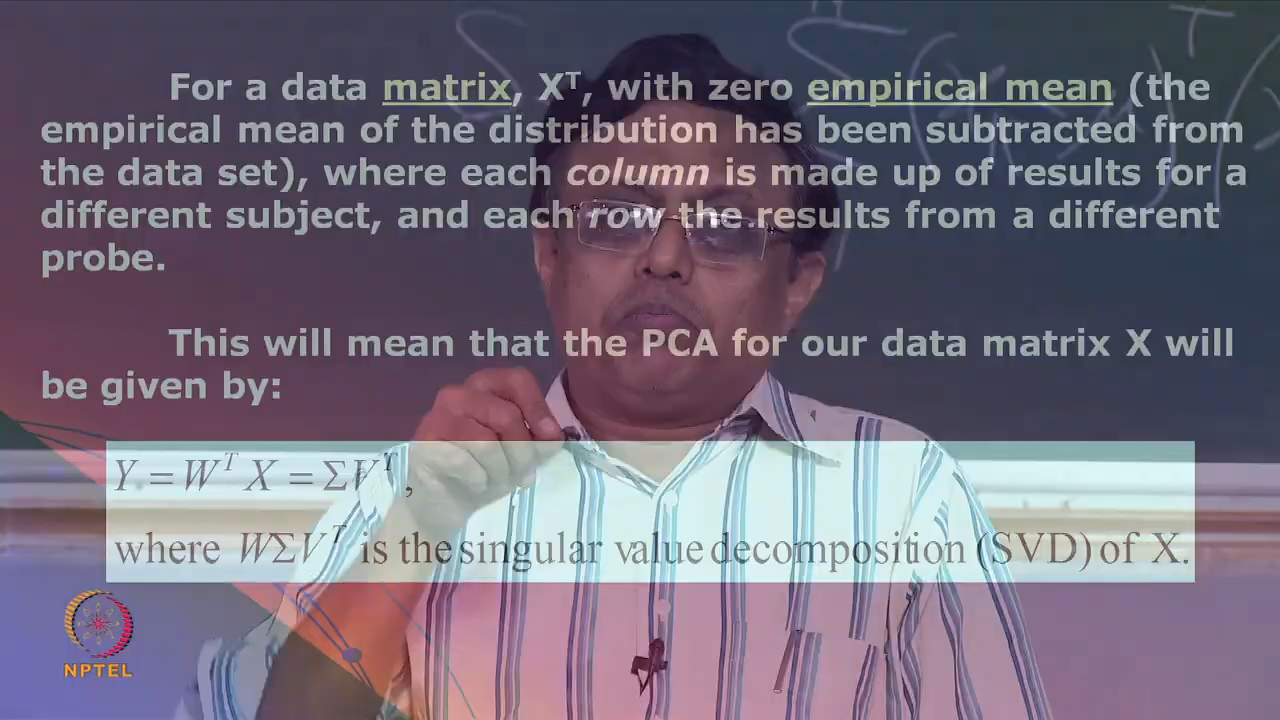 For a data matrix, Xᵀ, with zero empirical mean (the
empirical mean of the distribution has been subtracted from
the data set), where each column is made up of results for a
different subject, and each row the results from a different
probe.
This will mean that the PCA for our data matrix X will
be given by:
Y = Wᵀ X = ΣVᵀ,
where WΣVᵀ is the singular value decomposition (SVD) of X.
NPTEL